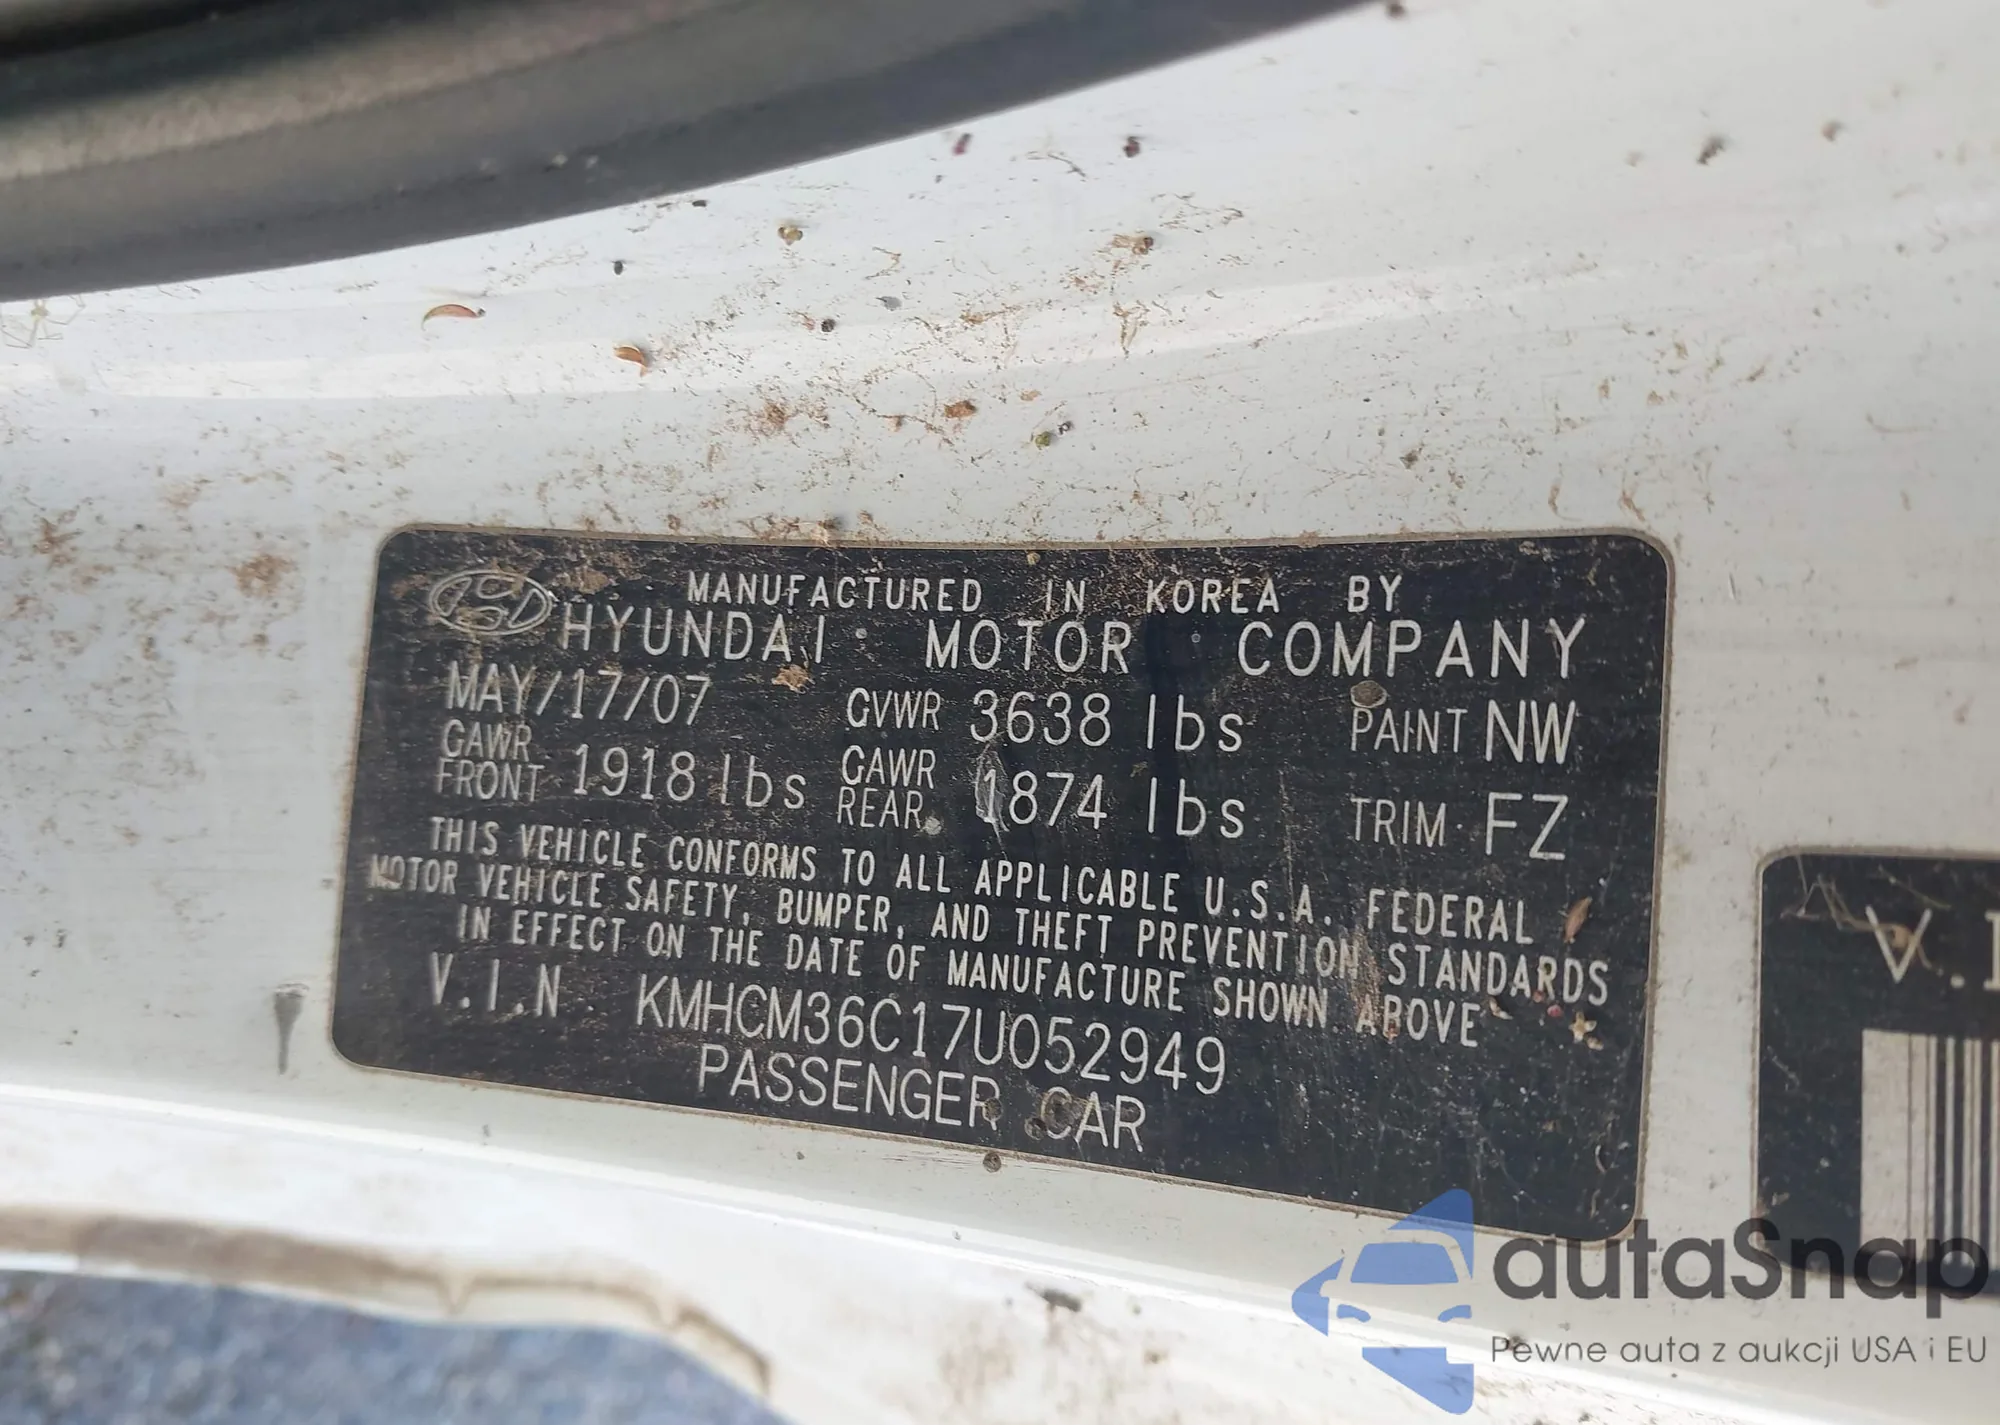 MANUFACTURED IN KOREA BY
HYUNDAI MOTOR COMPANY
MAY/17/07 GVWR 3638 lbs PAINT NW
GAWR FRONT 1918 lbs GAWR REAR 1874 lbs TRIM FZ
THIS VEHICLE CONFORMS TO ALL APPLICABLE U.S.A. FEDERAL
MOTOR VEHICLE SAFETY, BUMPER, AND THEFT PREVENTION STANDARDS
IN EFFECT ON THE DATE OF MANUFACTURE SHOWN ABOVE
V.I.N KMHCM36C17U052949
PASSENGER CAR
V.I
autaSnap
Pewne auta z aukcji USA i EU